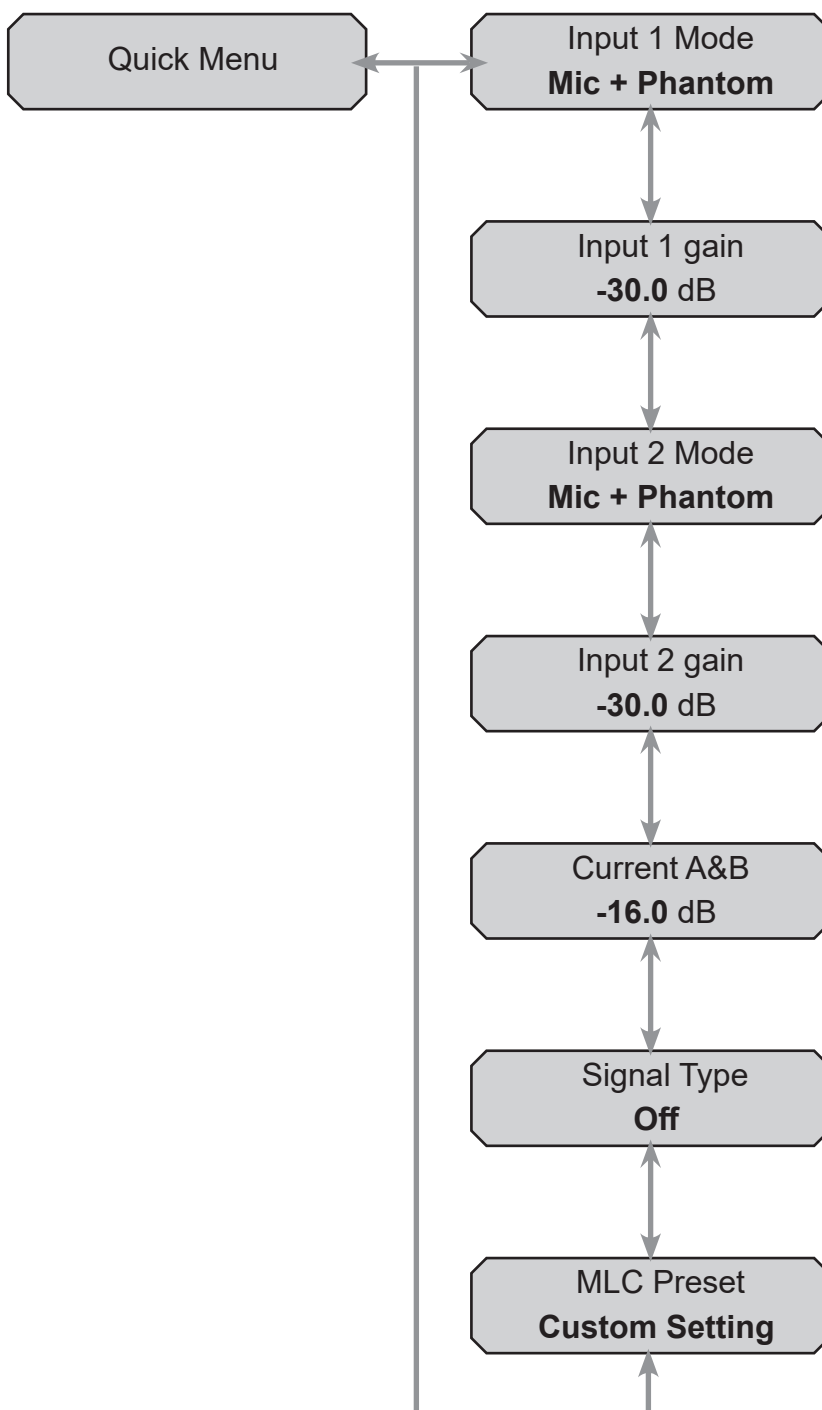 Quick Menu
Input 1 Mode
Mic + Phantom
Input 1 gain
-30.0 dB
Input 2 Mode
Mic + Phantom
Input 2 gain
-30.0 dB
Current A&B
-16.0 dB
Signal Type
Off
MLC Preset
Custom Setting